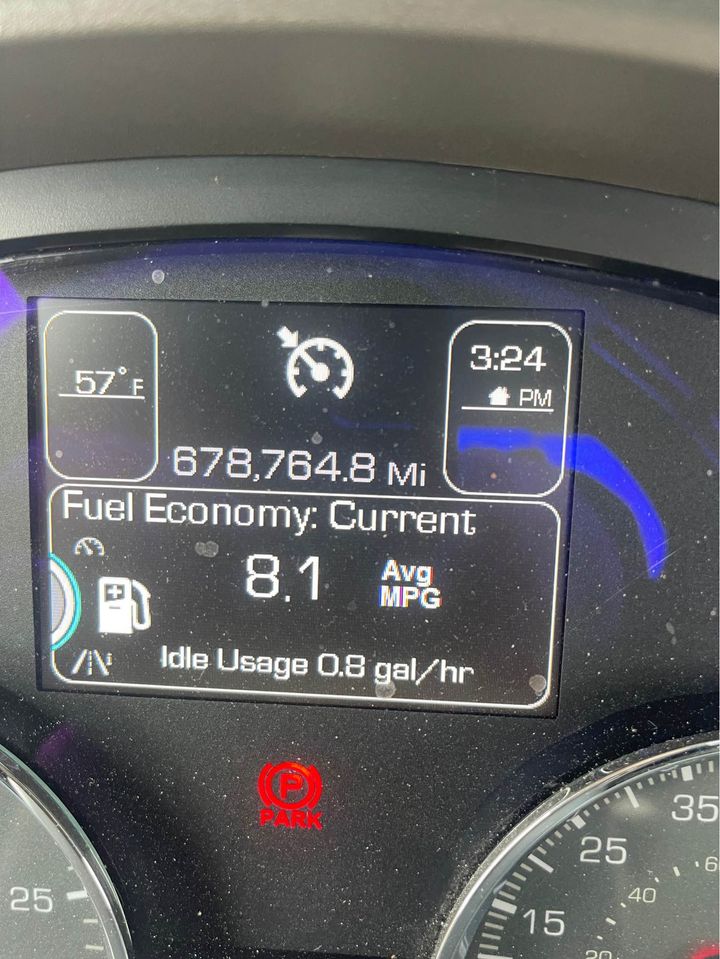 57°F
3:24
PM
678,764.8 Mi
Fuel Economy: Current
8.1 Avg
MPG
Idle Usage 0.8 gal/hr
P
PARK
25
35
25
15
40
20